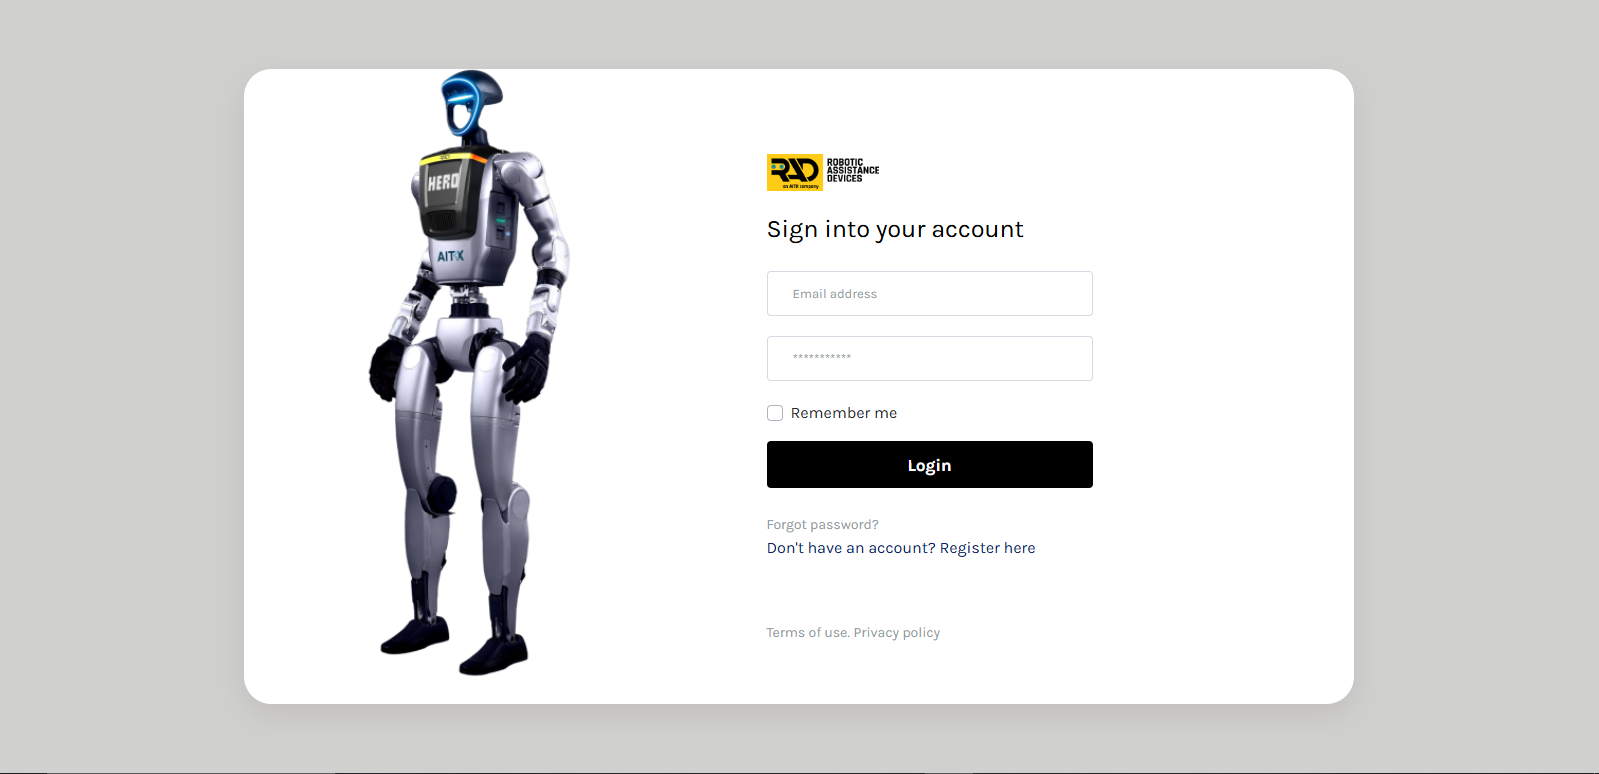 RAD
HERO
AITX
RAD
an AITX company
ROBOTIC
ASSISTANCE
DEVICES
Sign into your account
Email address
***********
Remember me
Login
Forgot password?
Don't have an account? Register here
Terms of use. Privacy policy